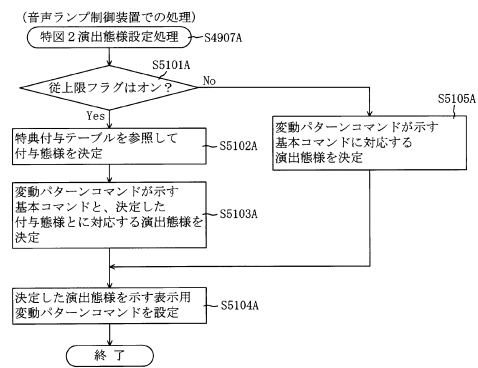 (音声ランプ制御装置での処理)
特図２演出態様設定処理
S4907A
S5101A
従上限フラグはオン？
No
Yes
S5105A
変動パターンコマンドが示す
基本コマンドに対応する
演出態様を決定
特典付与テーブルを参照して
付与態様を決定
S5102A
変動パターンコマンドが示す
基本コマンドと、決定した
付与態様とに対応する演出態様を
決定
S5103A
決定した演出態様を示す表示用
変動パターンコマンドを設定
S5104A
終了